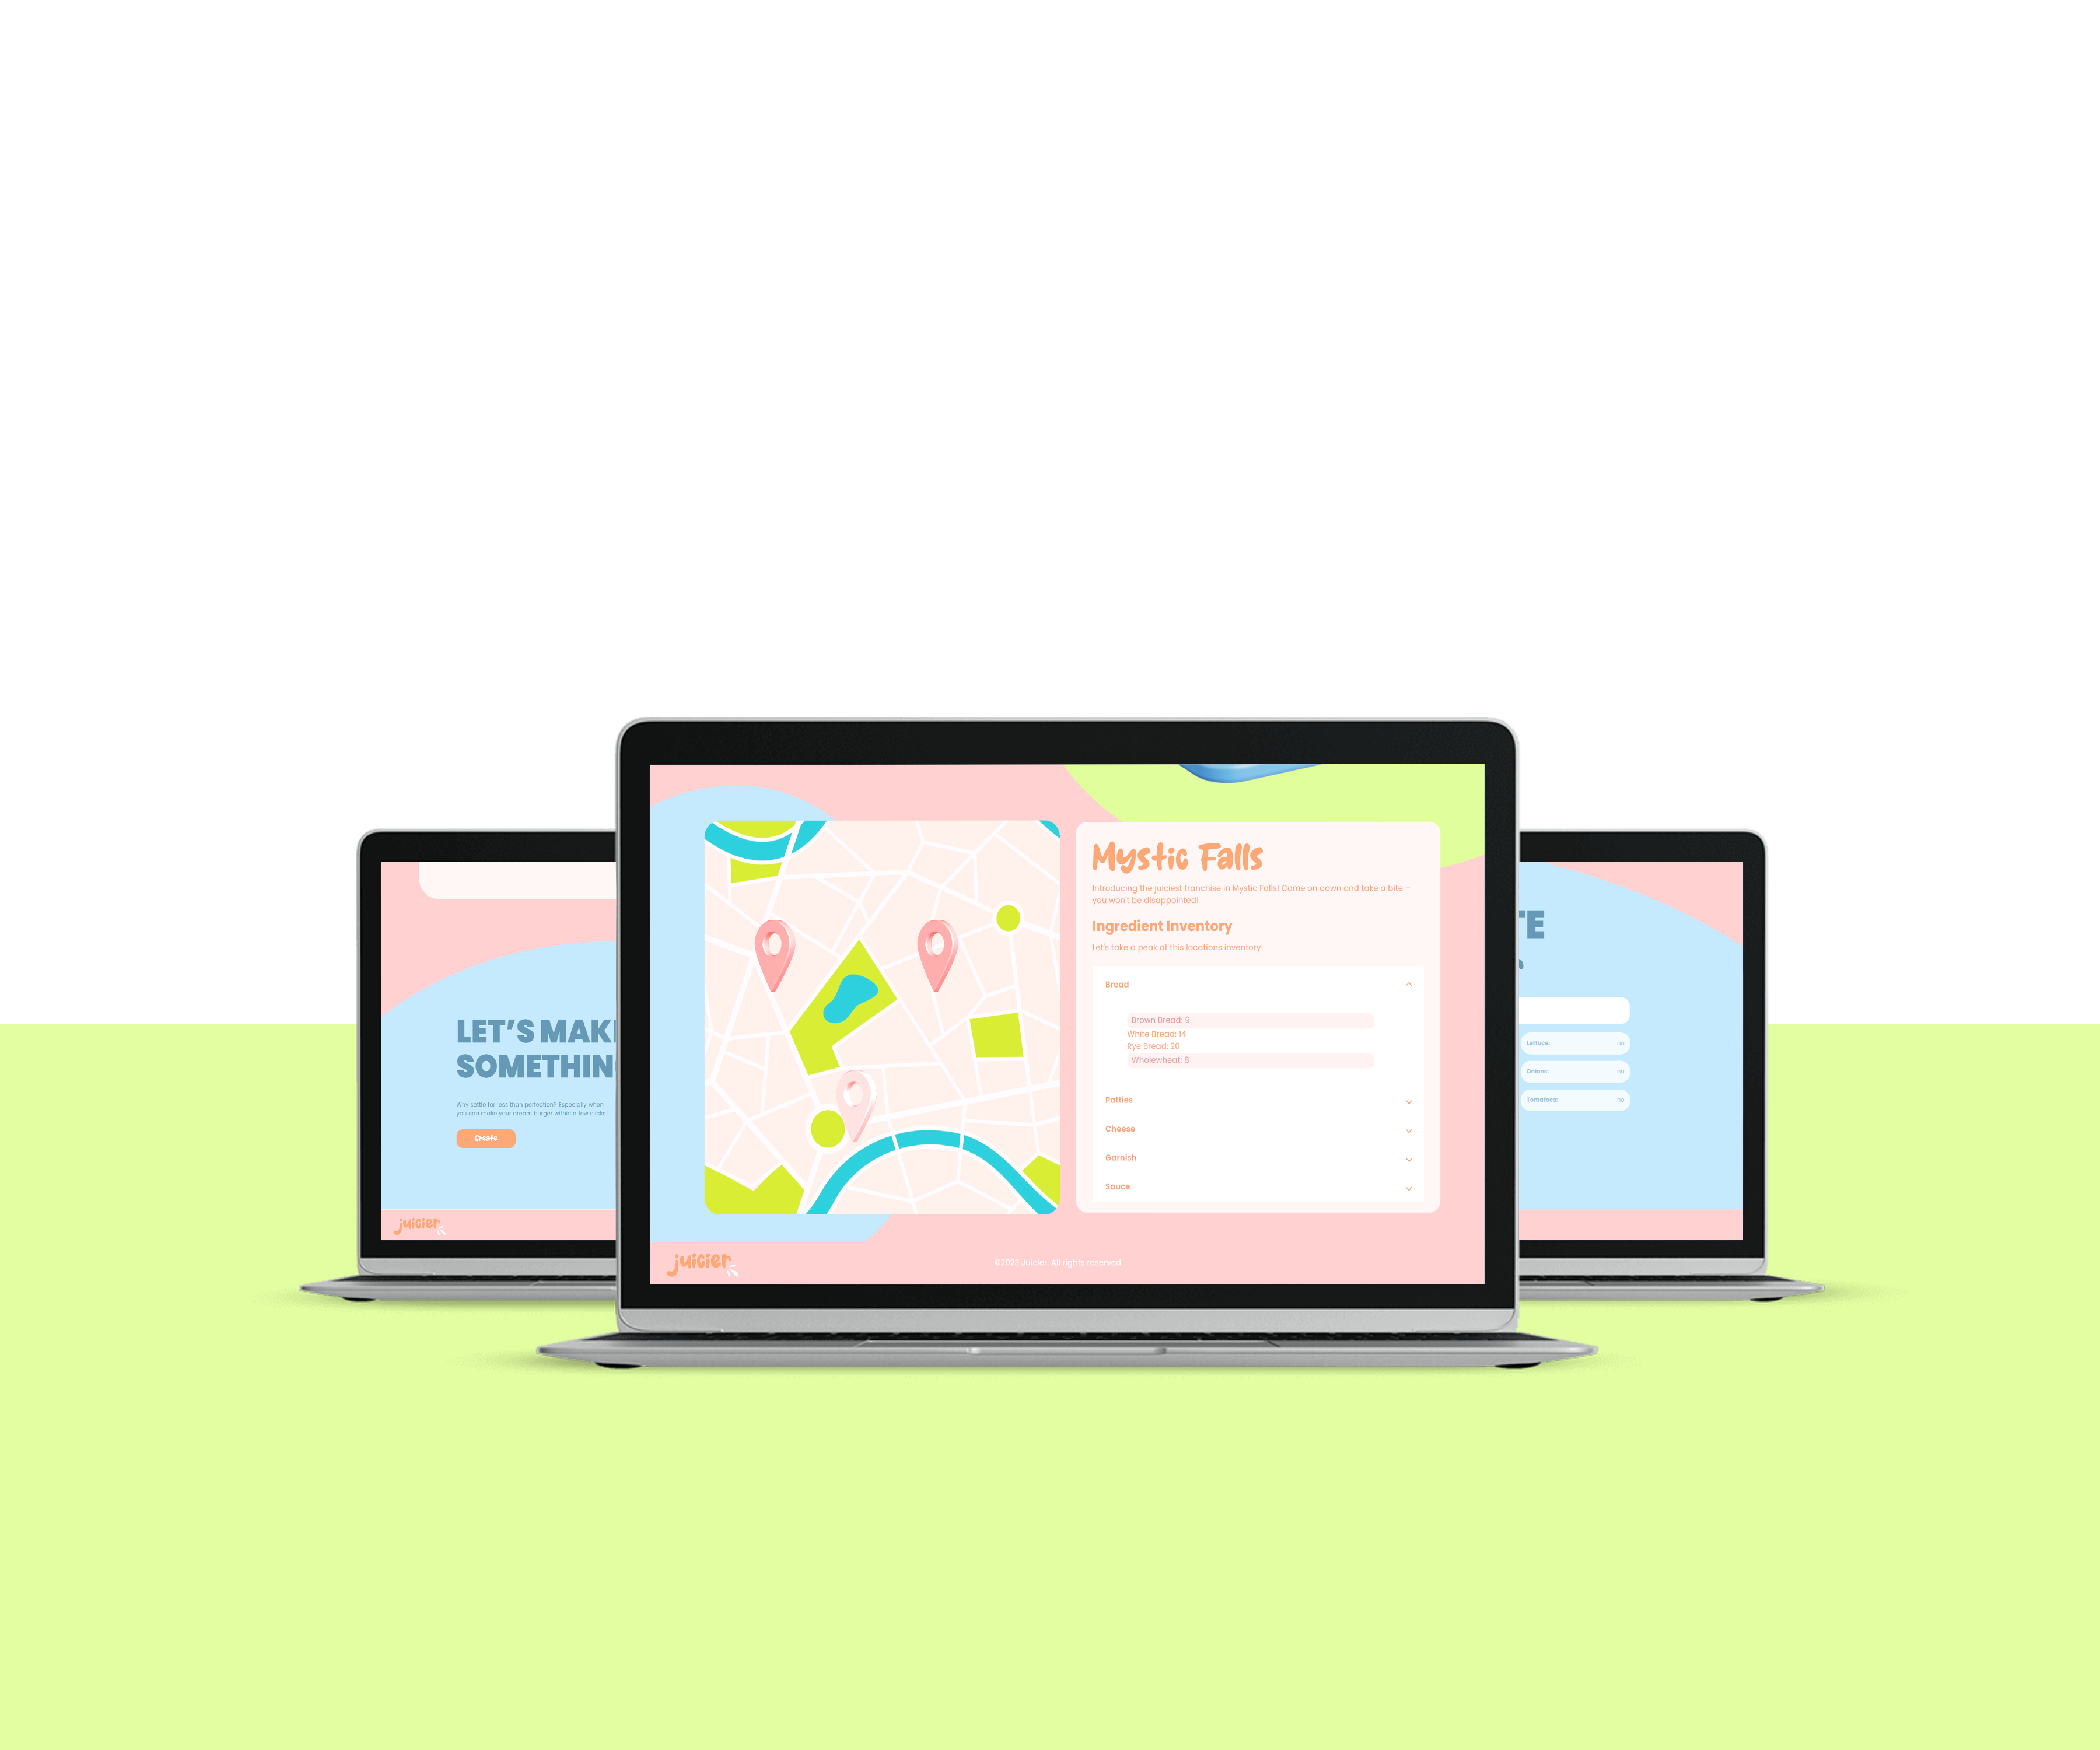 LET'S MAK
SOMETHIN
Why settle for less than perfection? Especially when
you can make your dream burger within a few clicks!
Create
juicier
Mystic Falls
Introducing the juiciest franchise in Mystic Falls! Come on down and take a bite –
you won't be disappointed!
Ingredient Inventory
Let's take a peak at this locations inventory!
Bread
Brown Bread: 9
White Bread: 14
Rye Bread: 20
Wholewheat: 8
Patties
Cheese
Garnish
Sauce
juicier
©2023 Juicier. All rights reserved.
TE
Lettuce: no
Onions: no
Tomatoes: no